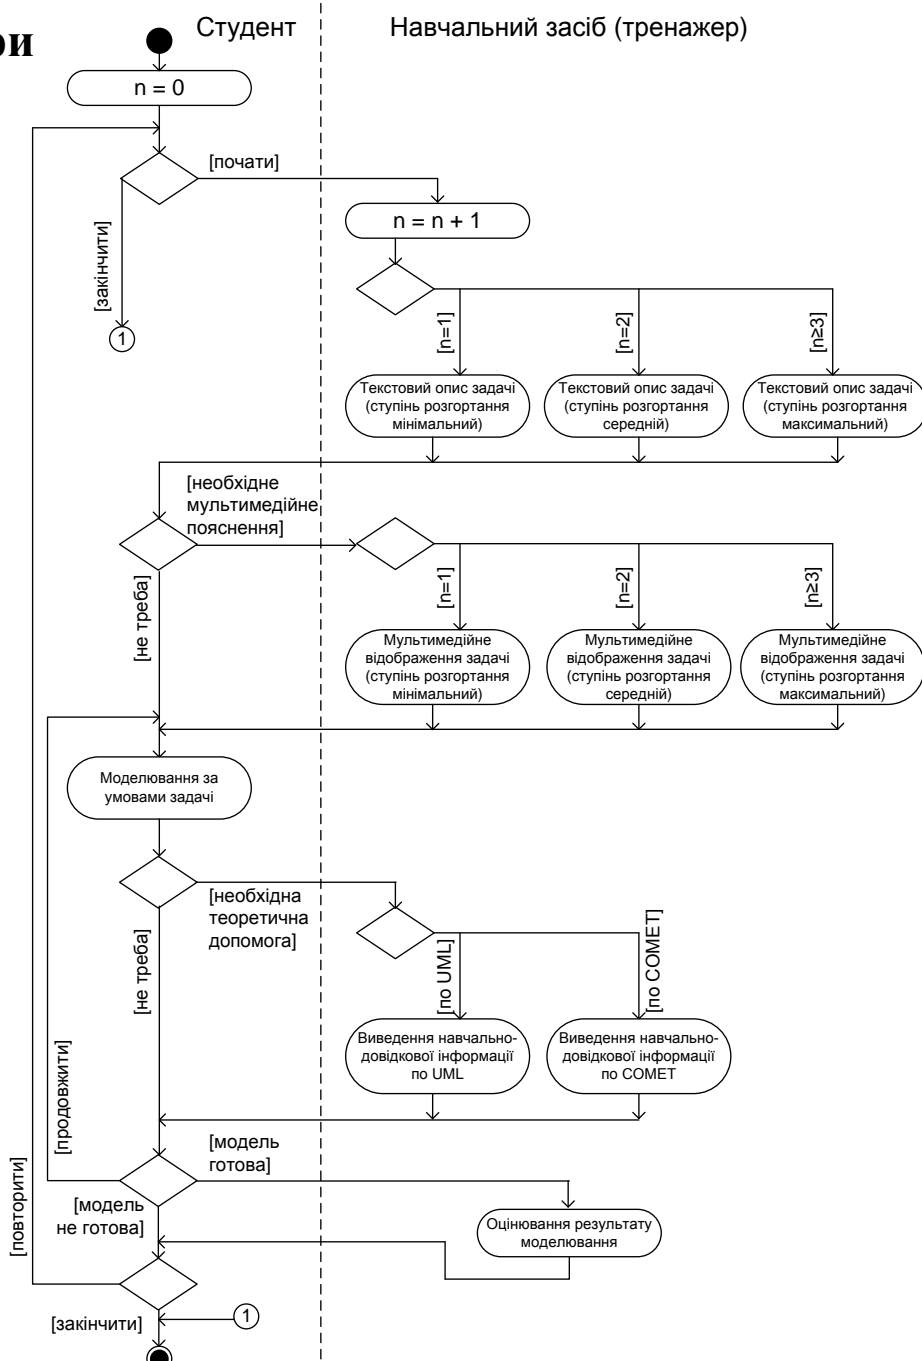 ри
Студент
Навчальний засіб (тренажер)
n = 0
[почати]
[закінчити]
1
n = n + 1
[n=1]
[n=2]
[n≥3]
Текстовий опис задачі
(ступінь розгортання
мінімальний)
Текстовий опис задачі
(ступінь розгортання
середній)
Текстовий опис задачі
(ступінь розгортання
максимальний)
[необхідне
мультимедійне
пояснення]
[не треба]
[n=1]
[n=2]
[n≥3]
Мультимедійне
відображення задачі
(ступінь розгортання
мінімальний)
Мультимедійне
відображення задачі
(ступінь розгортання
середній)
Мультимедійне
відображення задачі
(ступінь розгортання
максимальний)
Моделювання за
умовами задачі
[необхідна
теоретична
допомога]
[не треба]
[по UML]
[по COMET]
Виведення навчально-
довідкової інформації
по UML
Виведення навчально-
довідкової інформації
по COMET
[продовжити]
[модель
готова]
[модель
не готова]
[повторити]
Оцінювання результату
моделювання
[закінчити]
1